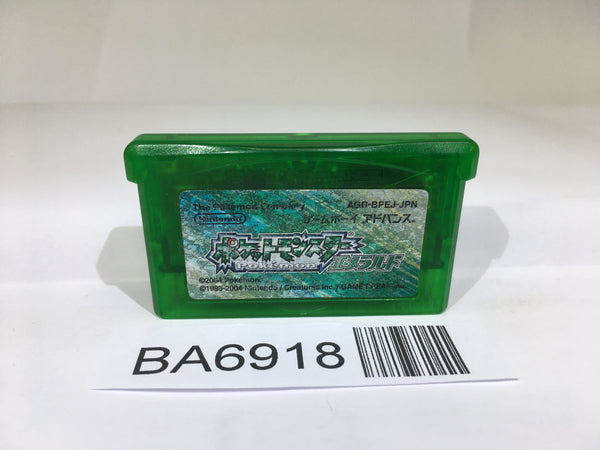 The Pokémon Company
AGB-BPEJ-JPN
Nintendo
ゲームボーイ アドバンス
ポケットモンスター
Pokémon
エメラルド
©2004 Pokémon.
©1995-2004 Nintendo / Creatures inc. / GAME FREAK inc.
BA6918